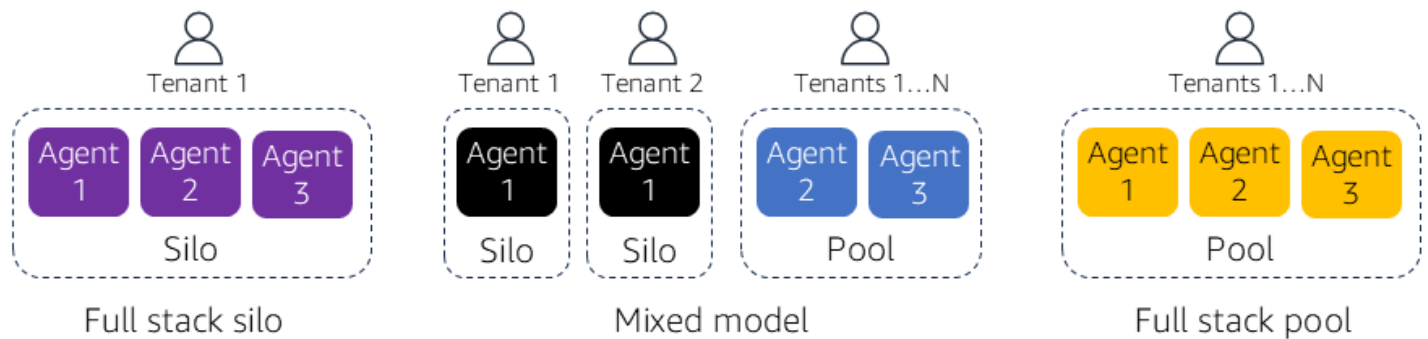 Tenant 1
Tenant 1
Tenant 2
Tenants 1...N
Tenants 1...N
Agent
1
Agent
2
Agent
3
Silo
Agent
1
Silo
Agent
1
Silo
Agent
2
Agent
3
Pool
Agent
1
Agent
2
Agent
3
Pool
Full stack silo
Mixed model
Full stack pool